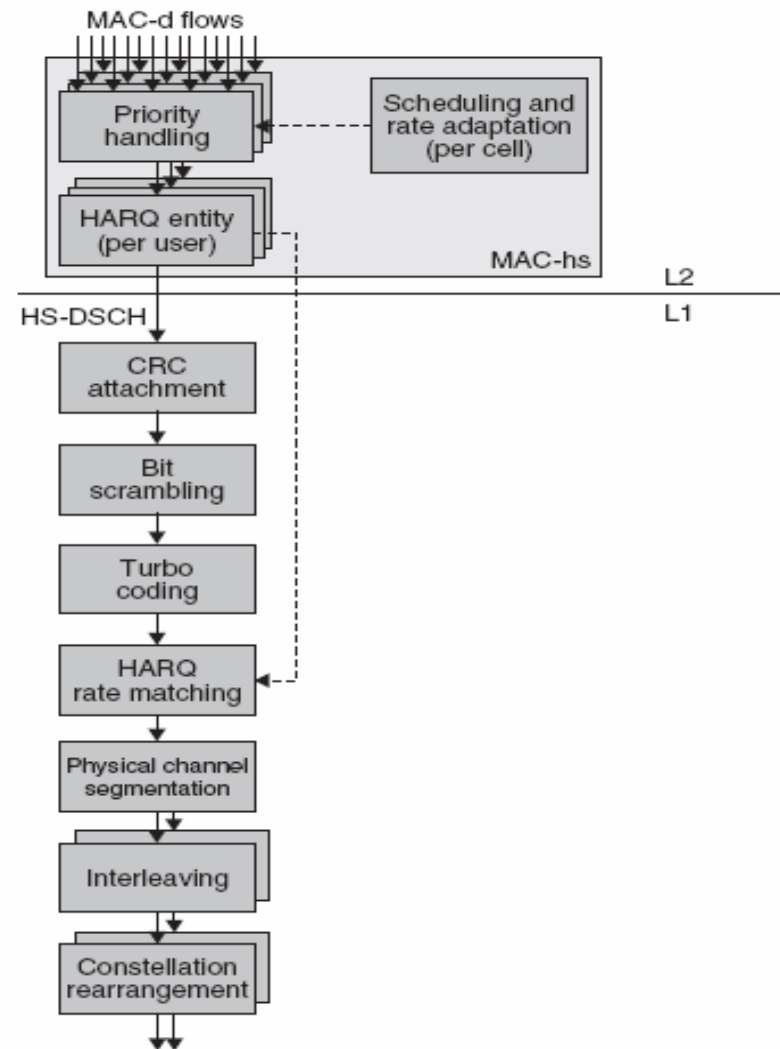 MAC-d flows
Priority
handling
Scheduling and
rate adaptation
(per cell)
HARQ entity
(per user)
MAC-hs
L2
HS-DSCH
L1
CRC
attachment
Bit
scrambling
Turbo
coding
HARQ
rate matching
Physical channel
segmentation
Interleaving
Constellation
rearrangement